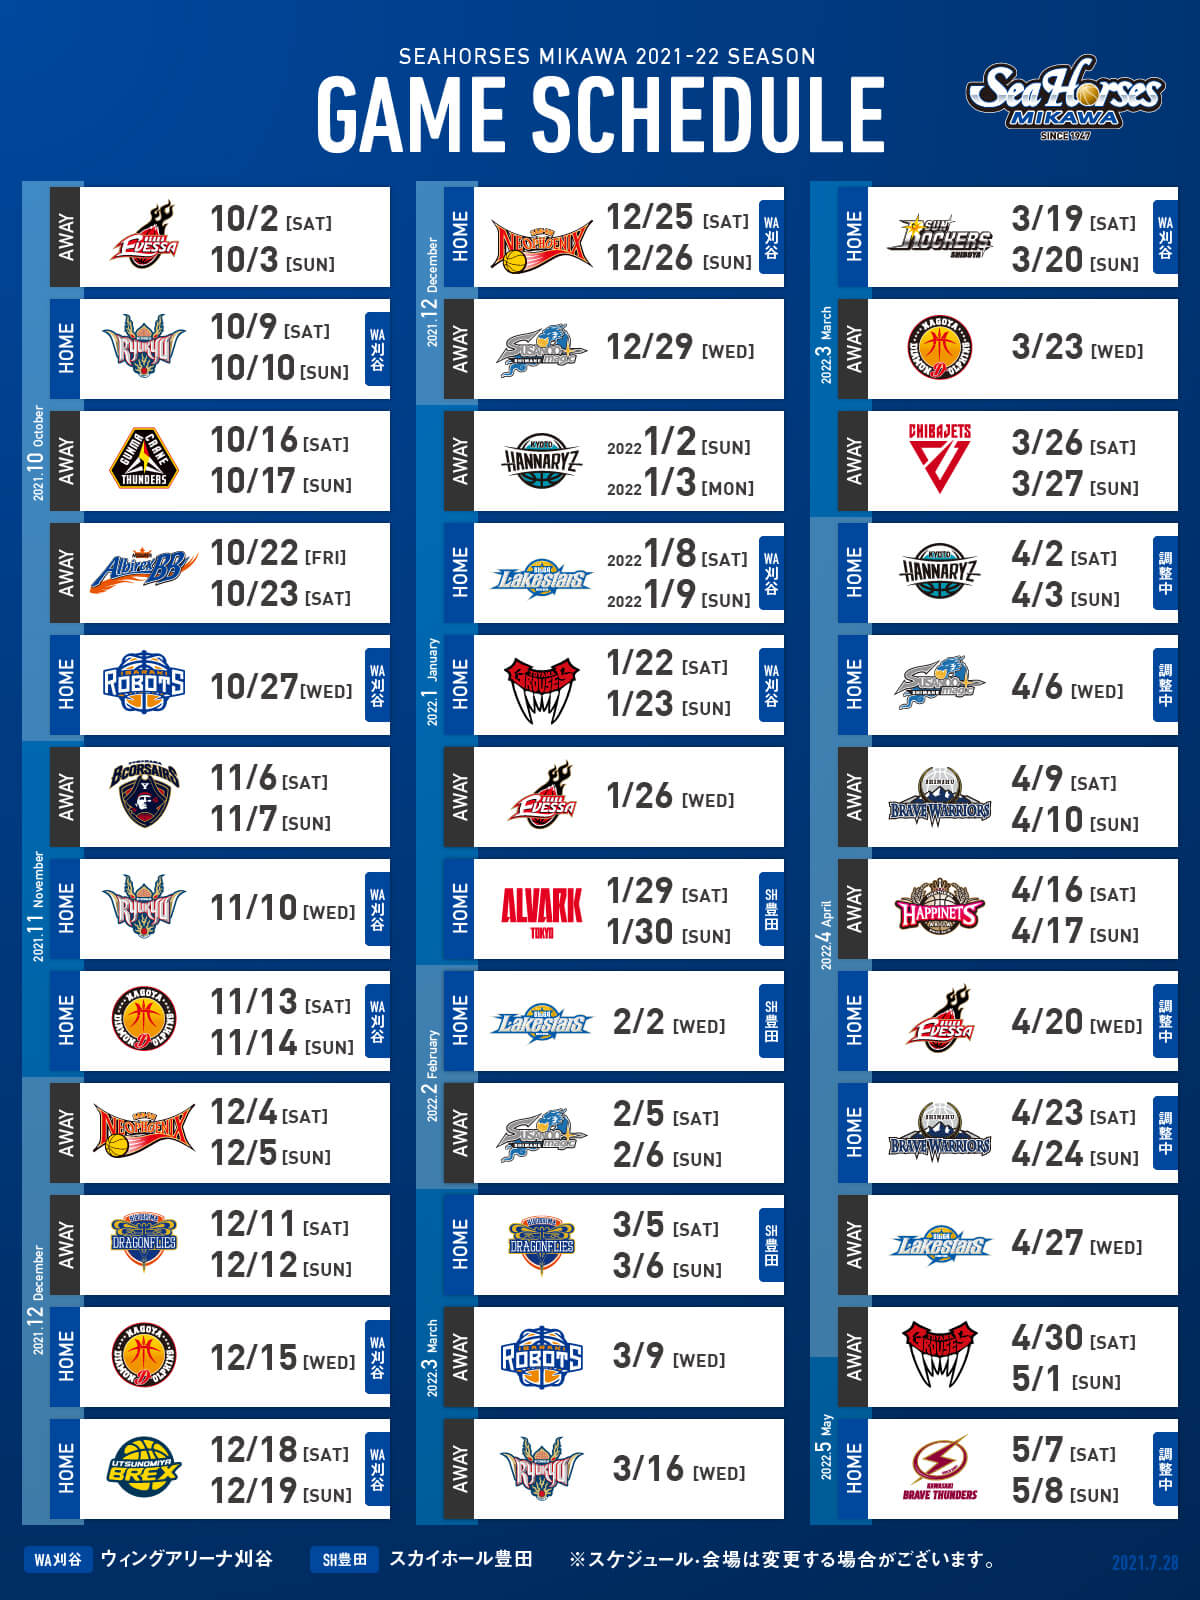 SEAHORSES MIKAWA 2021-22 SEASON
GAME SCHEDULE
SeaHorses
MIKAWA
SINCE 1947
2021.10 October
AWAY
EVESSA
10/2 [SAT]
10/3 [SUN]
HOME
RYUKYU
10/9 [SAT]
10/10 [SUN]
WA刈谷
AWAY
GUNMA CRANE
THUNDERS
10/16 [SAT]
10/17 [SUN]
AWAY
Albirex BB
10/22 [FRI]
10/23 [SAT]
HOME
IBARAKI
ROBOTS
10/27 [WED]
WA刈谷
2021.11 November
AWAY
YOKOHAMA
B-CORSAIRS
Y
11/6 [SAT]
11/7 [SUN]
HOME
RYUKYU
11/10 [WED]
WA刈谷
HOME
NAGOYA
DIAMOND DOLPHINS
D
11/13 [SAT]
11/14 [SUN]
WA刈谷
2021.12 December
AWAY
SAN-EN
NEOPHOENIX
12/4 [SAT]
12/5 [SUN]
AWAY
HIROSHIMA
DRAGONFLIES
12/11 [SAT]
12/12 [SUN]
HOME
NAGOYA
DIAMOND DOLPHINS
D
12/15 [WED]
WA刈谷
HOME
UTSUNOMIYA
BREX
12/18 [SAT]
12/19 [SUN]
WA刈谷
2021.12 December
HOME
SAN-EN
NEOPHOENIX
12/25 [SAT]
12/26 [SUN]
WA刈谷
AWAY
SUSANOO
SHIMANE magic
12/29 [WED]
2022.1 January
AWAY
KYOTO
HANNARYZ
2022 1/2 [SUN]
2022 1/3 [MON]
HOME
SHIGA
Lakestars
2022 1/8 [SAT]
2022 1/9 [SUN]
WA刈谷
HOME
TOYAMA
GROUSES
1/22 [SAT]
1/23 [SUN]
WA刈谷
AWAY
EVESSA
1/26 [WED]
HOME
ALVARK
TOKYO
1/29 [SAT]
1/30 [SUN]
SH豊田
2022.2 February
HOME
SHIGA
Lakestars
2/2 [WED]
SH豊田
AWAY
SUSANOO
SHIMANE magic
2/5 [SAT]
2/6 [SUN]
2022.3 March
HOME
HIROSHIMA
DRAGONFLIES
3/5 [SAT]
3/6 [SUN]
SH豊田
AWAY
IBARAKI
ROBOTS
3/9 [WED]
AWAY
RYUKYU
3/16 [WED]
2022.3 March
HOME
SUN
ROCKERS
SHIBUYA
3/19 [SAT]
3/20 [SUN]
WA刈谷
AWAY
NAGOYA
DIAMOND DOLPHINS
D
3/23 [WED]
AWAY
CHIBAJETS
3/26 [SAT]
3/27 [SUN]
2022.4 April
HOME
KYOTO
HANNARYZ
4/2 [SAT]
4/3 [SUN]
調整中
HOME
SUSANOO
SHIMANE magic
4/6 [WED]
調整中
AWAY
SHINSHU
BRAVE WARRIORS
4/9 [SAT]
4/10 [SUN]
AWAY
HAPPINETS
4/16 [SAT]
4/17 [SUN]
HOME
EVESSA
4/20 [WED]
調整中
HOME
SHINSHU
BRAVE WARRIORS
4/23 [SAT]
4/24 [SUN]
調整中
AWAY
SHIGA
Lakestars
4/27 [WED]
AWAY
TOYAMA
GROUSES
4/30 [SAT]
5/1 [SUN]
2022.5 May
HOME
KAWASAKI
BRAVE THUNDERS
5/7 [SAT]
5/8 [SUN]
調整中
WA刈谷 ウィングアリーナ刈谷 SH豊田 スカイホール豊田 ※スケジュール・会場は変更する場合がございます。 2021.7.28